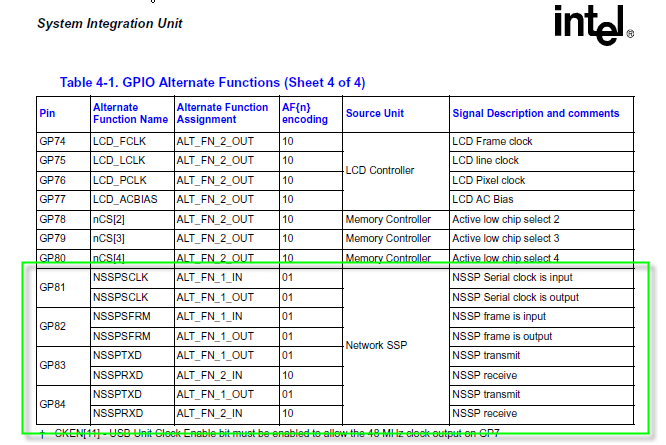 System Integration Unit
intel®
Table 4-1. GPIO Alternate Functions (Sheet 4 of 4)
Pin Alternate Function Name Alternate Function Assignment AF{n} encoding Source Unit Signal Description and comments
GP74 LCD_FCLK ALT_FN_2_OUT 10 LCD Controller LCD Frame clock
GP75 LCD_LCLK ALT_FN_2_OUT 10 LCD line clock
GP76 LCD_PCLK ALT_FN_2_OUT 10 LCD Pixel clock
GP77 LCD_ACBIAS ALT_FN_2_OUT 10 LCD AC Bias
GP78 nCS[2] ALT_FN_2_OUT 10 Memory Controller Active low chip select 2
GP79 nCS[3] ALT_FN_2_OUT 10 Memory Controller Active low chip select 3
GP80 nCS[4] ALT_FN_2_OUT 10 Memory Controller Active low chip select 4
GP81 NSSPSCLK ALT_FN_1_IN 01 Network SSP NSSP Serial clock is input
NSSPSCLK ALT_FN_1_OUT 01 NSSP Serial clock is output
GP82 NSSPSFRM ALT_FN_1_IN 01 NSSP frame is input
NSSPSFRM ALT_FN_1_OUT 01 NSSP frame is output
GP83 NSSPTXD ALT_FN_1_OUT 01 NSSP transmit
NSSPRXD ALT_FN_2_IN 10 NSSP receive
GP84 NSSPTXD ALT_FN_1_OUT 01 NSSP transmit
NSSPRXD ALT_FN_2_IN 10 NSSP receive
† CKEN[11] - USB Unit Clock Enable bit must be enabled to allow the 48 MHz clock output on GP7